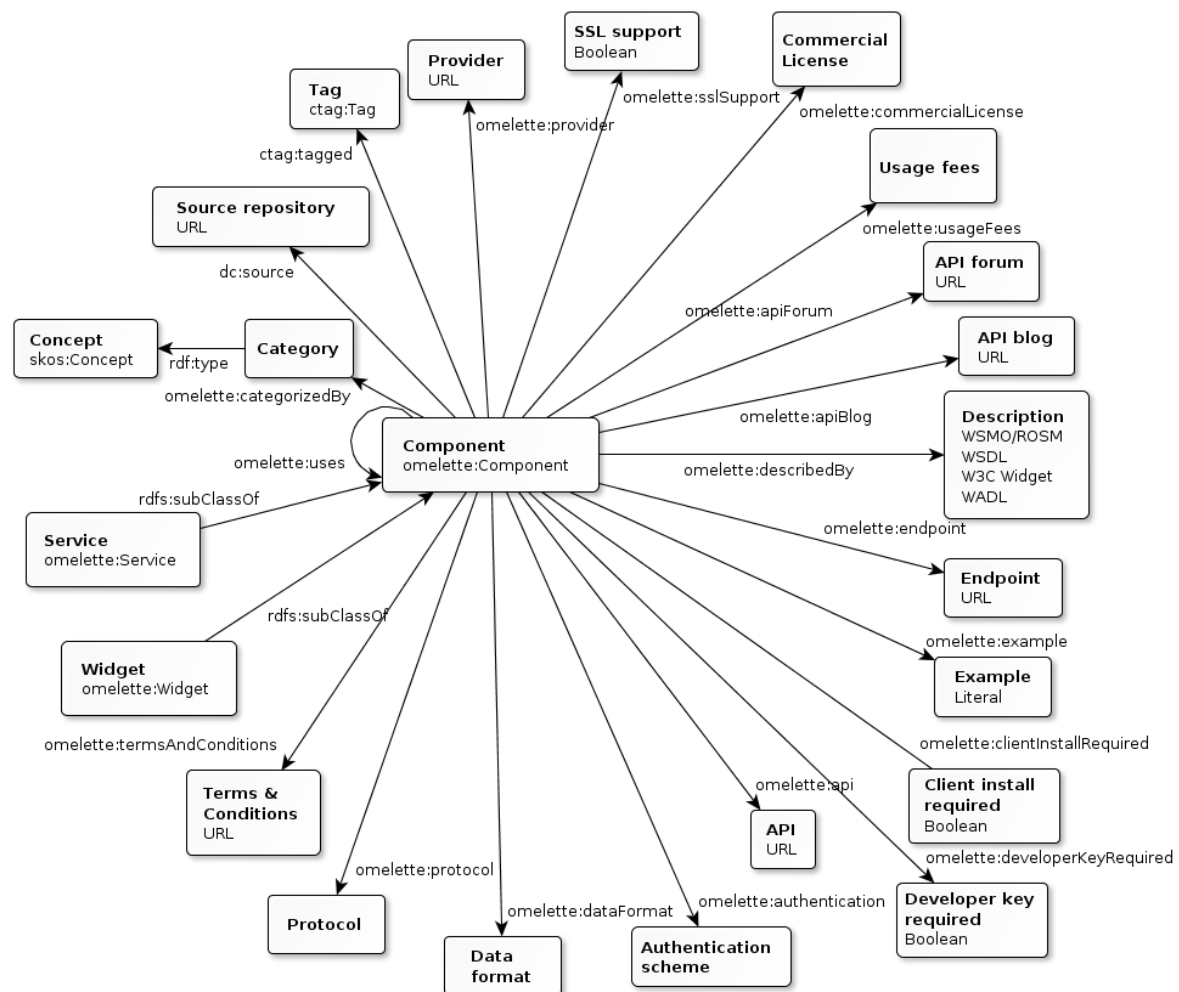 SSL support
Boolean
Commercial
License
Provider
URL
Tag
ctag:Tag
omelette:sslSupport
omelette:commercialLicense
omelette:provider
ctag:tagged
Usage fees
Source repository
URL
omelette:usageFees
dc:source
API forum
URL
omelette:apiForum
Concept
skos:Concept
rdf:type
Category
API blog
URL
omelette:categorizedBy
omelette:apiBlog
Description
WSMO/ROSM
WSDL
W3C Widget
WADL
Component
omelette:Component
omelette:uses
omelette:describedBy
rdfs:subClassOf
omelette:endpoint
Service
omelette:Service
Endpoint
URL
rdfs:subClassOf
omelette:example
Widget
omelette:Widget
Example
Literal
omelette:termsAndConditions
omelette:clientInstallRequired
Terms &
Conditions
URL
omelette:api
Client install
required
Boolean
API
URL
omelette:protocol
omelette:developerKeyRequired
Protocol
omelette:dataFormat
omelette:authentication
Developer key
required
Boolean
Data
format
Authentication
scheme